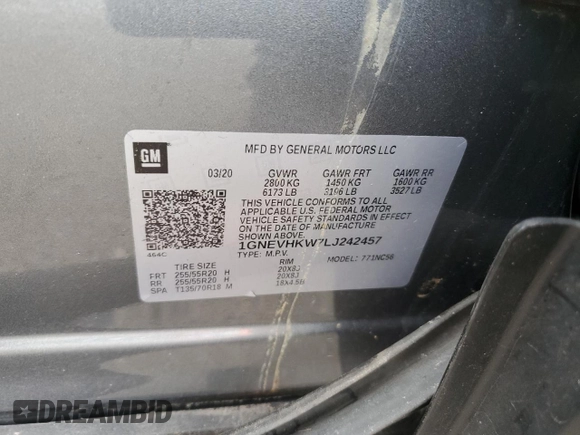 GM
MFD BY GENERAL MOTORS LLC
03/20 GVWR GAWR FRT GAWR RR
2800 KG 1450 KG 1600 KG
6173 LB 3196 LB 3527 LB
THIS VEHICLE CONFORMS TO ALL
APPLICABLE U.S. FEDERAL MOTOR
VEHICLE SAFETY STANDARDS IN EFFECT
ON THE DATE OF MANUFACTURE
SHOWN ABOVE.
464C
1GNEVHKW7LJ242457
TYPE: M.P.V. MODEL: 771NC56
TIRE SIZE RIM
FRT 255/55R20 H 20X8J
RR 255/55R20 H 20X8J
SPA T135/70R18 M 18X4.5B
DREAMBID